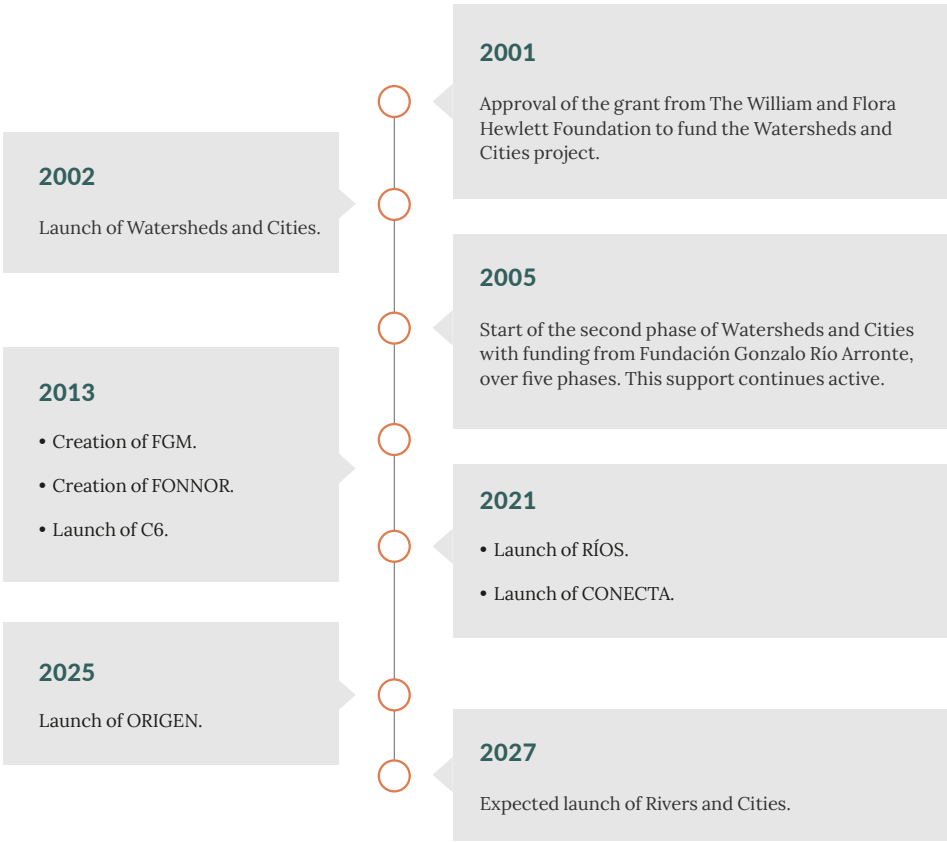 2001
Approval of the grant from The William and Flora
Hewlett Foundation to fund the Watersheds and
Cities project.
2002
Launch of Watersheds and Cities.
2005
Start of the second phase of Watersheds and Cities
with funding from Fundación Gonzalo Río Arronte,
over five phases. This support continues active.
2013
• Creation of FGM.
• Creation of FONNOR.
• Launch of C6.
2021
• Launch of RÍOS.
• Launch of CONECTA.
2025
Launch of ORIGEN.
2027
Expected launch of Rivers and Cities.